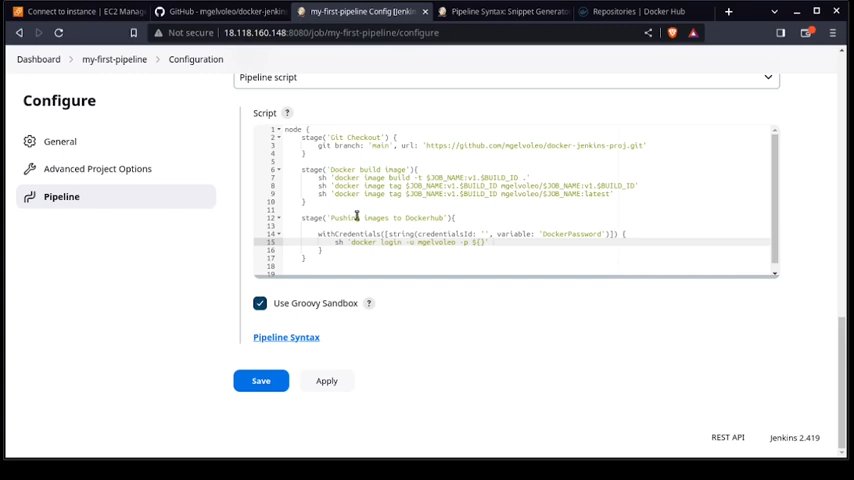 Connect to instance | EC2 Mana
GitHub - mgelvoleo/docker-jenkin
my-first-pipeline Config [Jenki
Pipeline Syntax: Snippet Generato
Repositories | Docker Hub
Not secure
18.118.160.148:8080/job/my-first-pipeline/configure
Dashboard
my-first-pipeline
Configuration
Pipeline script
Configure
General
Advanced Project Options
Pipeline
Script ?
1 node {
2 stage('Git Checkout') {
3 git branch: 'main', url: 'https://github.com/mgelvoleo/docker-jenkins-proj.git'
4 }
5
6 stage('Docker build image'){
7 sh 'docker image build -t $JOB_NAME:v1.$BUILD_ID .'
8 sh 'docker image tag $JOB_NAME:v1.$BUILD_ID mgelvoleo/$JOB_NAME:v1.$BUILD_ID'
9 sh 'docker image tag $JOB_NAME:v1.$BUILD_ID mgelvoleo/$JOB_NAME:latest'
10 }
11
12 stage('Pushing images to Dockerhub'){
13
14 withCredentials([string(credentialsId: '', variable: 'DockerPassword')]) {
15 sh 'docker login -u mgelvoleo -p ${}'
16 }
17 }
18
19
Use Groovy Sandbox ?
Pipeline Syntax
Save
Apply
REST API
Jenkins 2.419